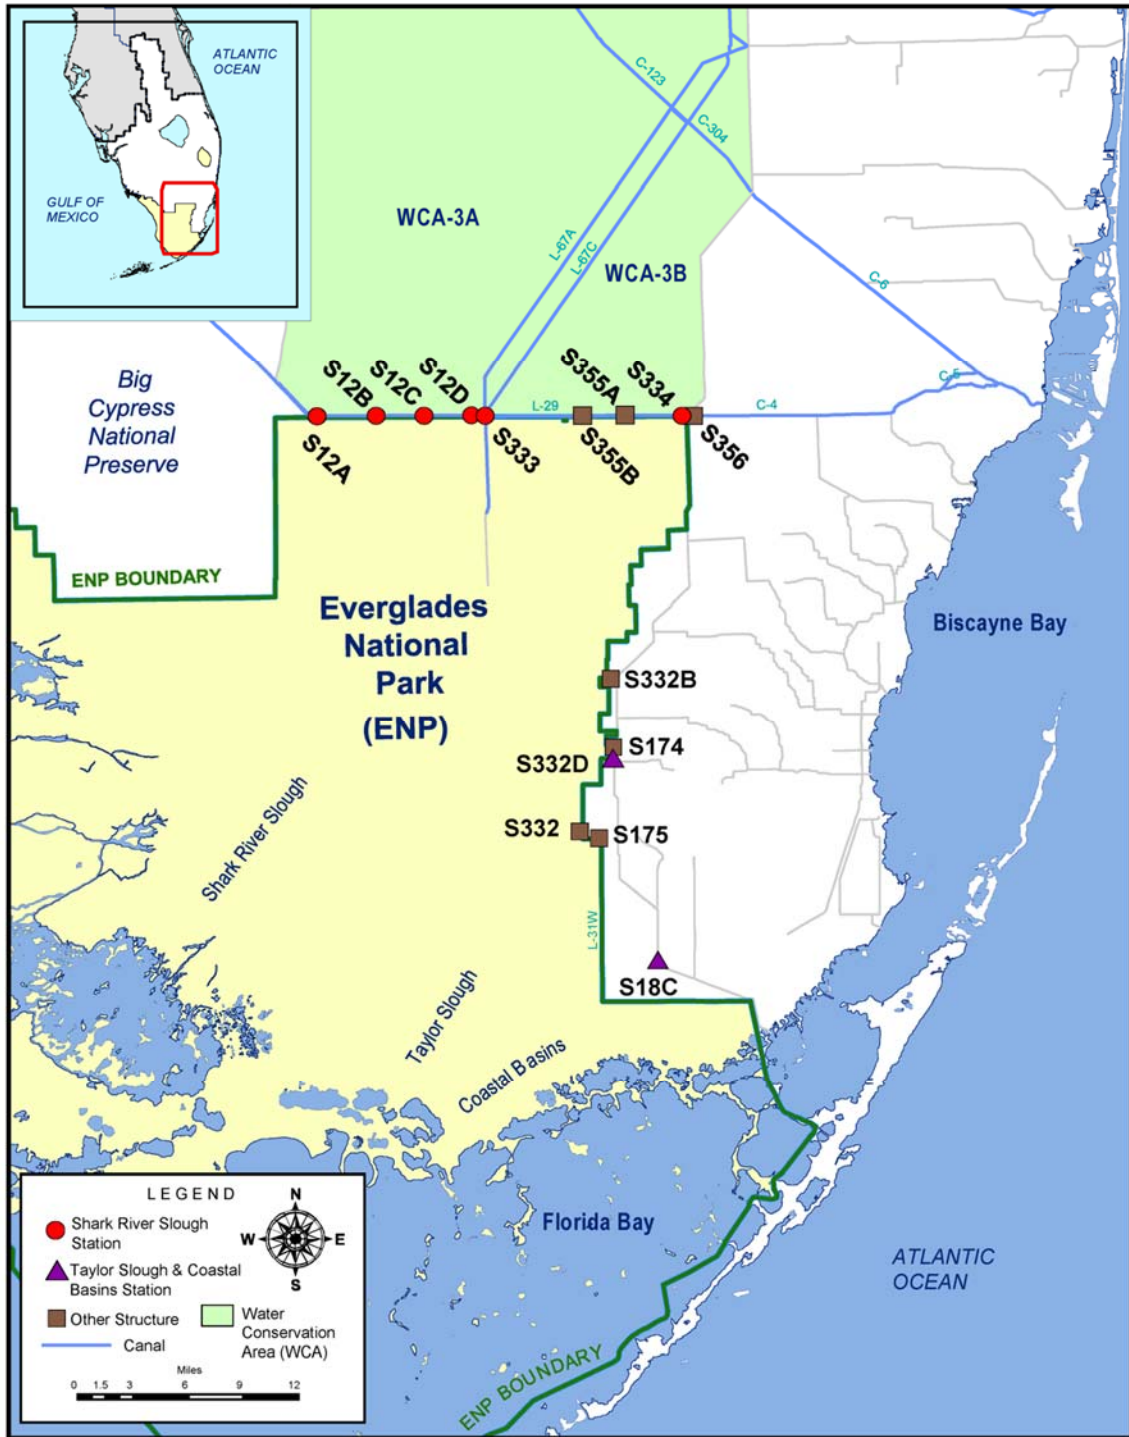 ATLANTIC
OCEAN
GULF OF
MEXICO
C-123
C-304
WCA-3A
L-67A
L-67C
WCA-3B
C-6
Big
Cypress
National
Preserve
S12A
S12B
S12C
S12D
S333
L-29
S355A
S355B
S334
S356
C-4
C-5
ENP BOUNDARY
Everglades
National
Park
(ENP)
Biscayne Bay
S332B
S174
S332D
S332
S175
Shark River Slough
L-31W
S18C
Taylor Slough
Coastal Basins
Florida Bay
ATLANTIC
OCEAN
ENP BOUNDARY
LEGEND
Shark River Slough
Station
Taylor Slough & Coastal
Basins Station
Other Structure
Canal
Water
Conservation
Area (WCA)
N
W E
S
Miles
0 1.5 3 6 9 12